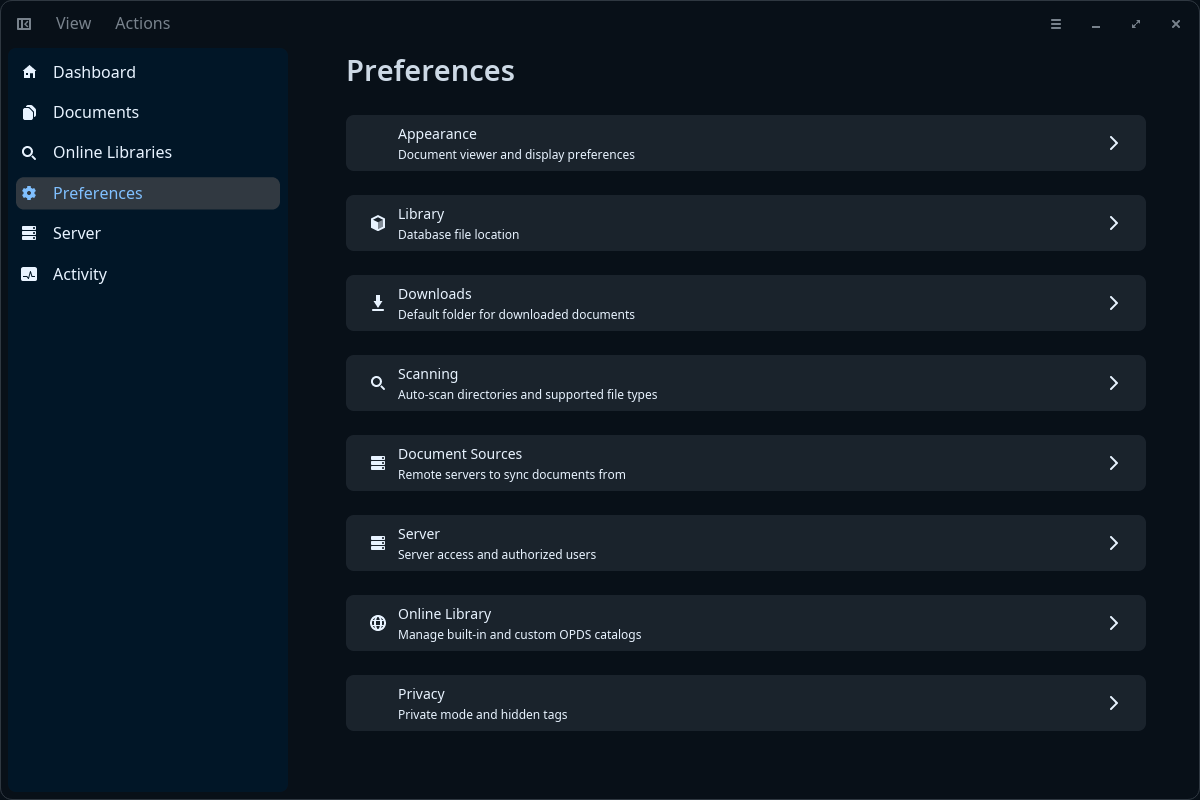 View Actions
Dashboard
Documents
Online Libraries
Preferences
Server
Activity
Preferences
Appearance
Document viewer and display preferences
Library
Database file location
Downloads
Default folder for downloaded documents
Scanning
Auto-scan directories and supported file types
Document Sources
Remote servers to sync documents from
Server
Server access and authorized users
Online Library
Manage built-in and custom OPDS catalogs
Privacy
Private mode and hidden tags